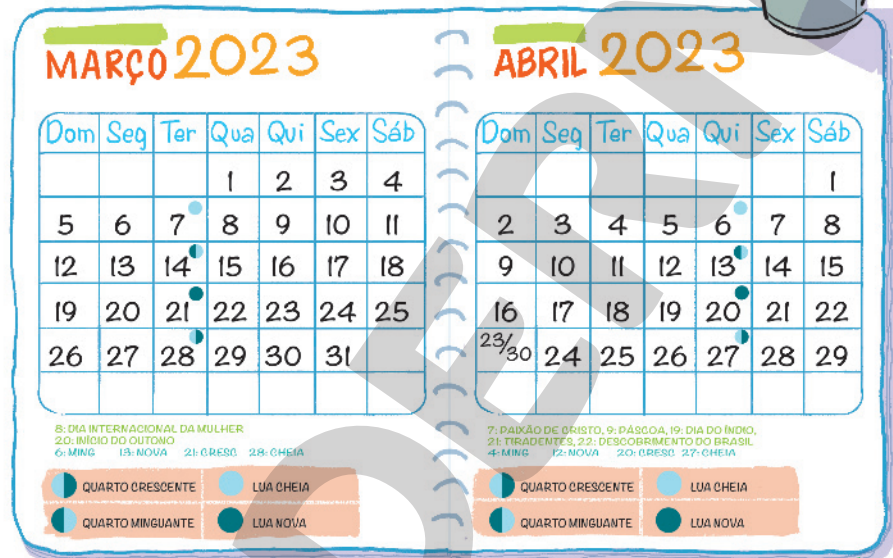 MARÇO 2023
Dom Seg Ter Qua Qui Sex Sáb
1 2 3 4
5 6 7 8 9 10 11
12 13 14 15 16 17 18
19 20 21 22 23 24 25
26 27 28 29 30 31
8: DIA INTERNACIONAL DA MULHER
20: INÍCIO DO OUTONO
6: MING 13: NOVA 21: CRESC 28: CHEIA
QUARTO CRESCENTE LUA CHEIA
QUARTO MINGUANTE LUA NOVA
ABRIL 2023
Dom Seg Ter Qua Qui Sex Sáb
1
2 3 4 5 6 7 8
9 10 11 12 13 14 15
16 17 18 19 20 21 22
23/30 24 25 26 27 28 29
7: PAIXÃO DE CRISTO, 9: PÁSCOA, 19: DIA DO ÍNDIO,
21: TIRADENTES, 22: DESCOBRIMENTO DO BRASIL
4: MING 12: NOVA 20: CRESC 27: CHEIA
QUARTO CRESCENTE LUA CHEIA
QUARTO MINGUANTE LUA NOVA